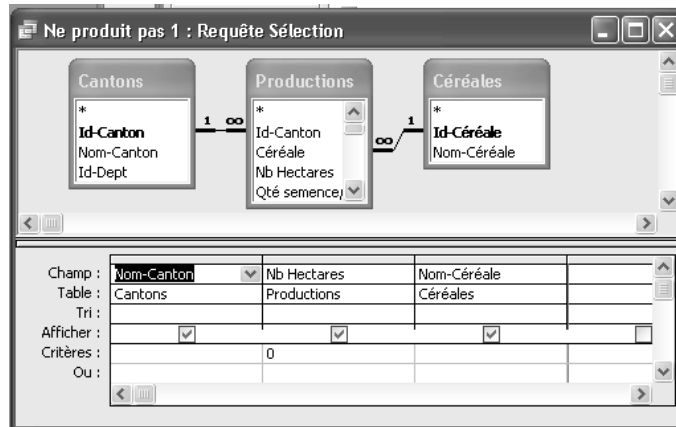 Ne produit pas 1 : Requête Sélection
Cantons Productions Céréales
* * *
Id-Canton Id-Canton Id-Céréale
Nom-Canton Céréale Nom-Céréale
Id-Dept Nb Hectares
Qté semence/
1 ∞ ∞ 1
Champ : Nom-Canton Nb Hectares Nom-Céréale
Table : Cantons Productions Céréales
Tri :
Afficher :
Critères : 0
Ou :